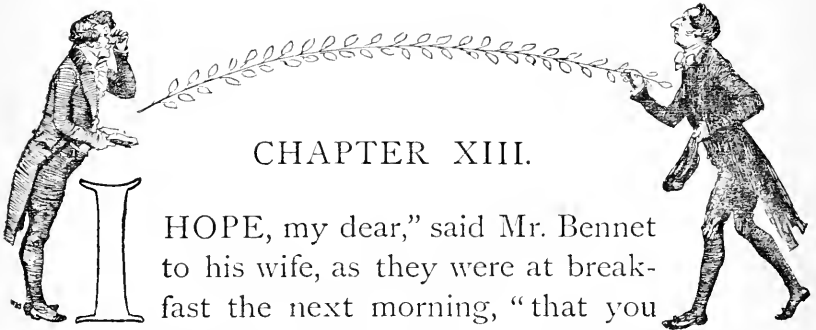 CHAPTER XIII.
I HOPE, my dear,” said Mr. Bennet
to his wife, as they were at break-
fast the next morning, “that you